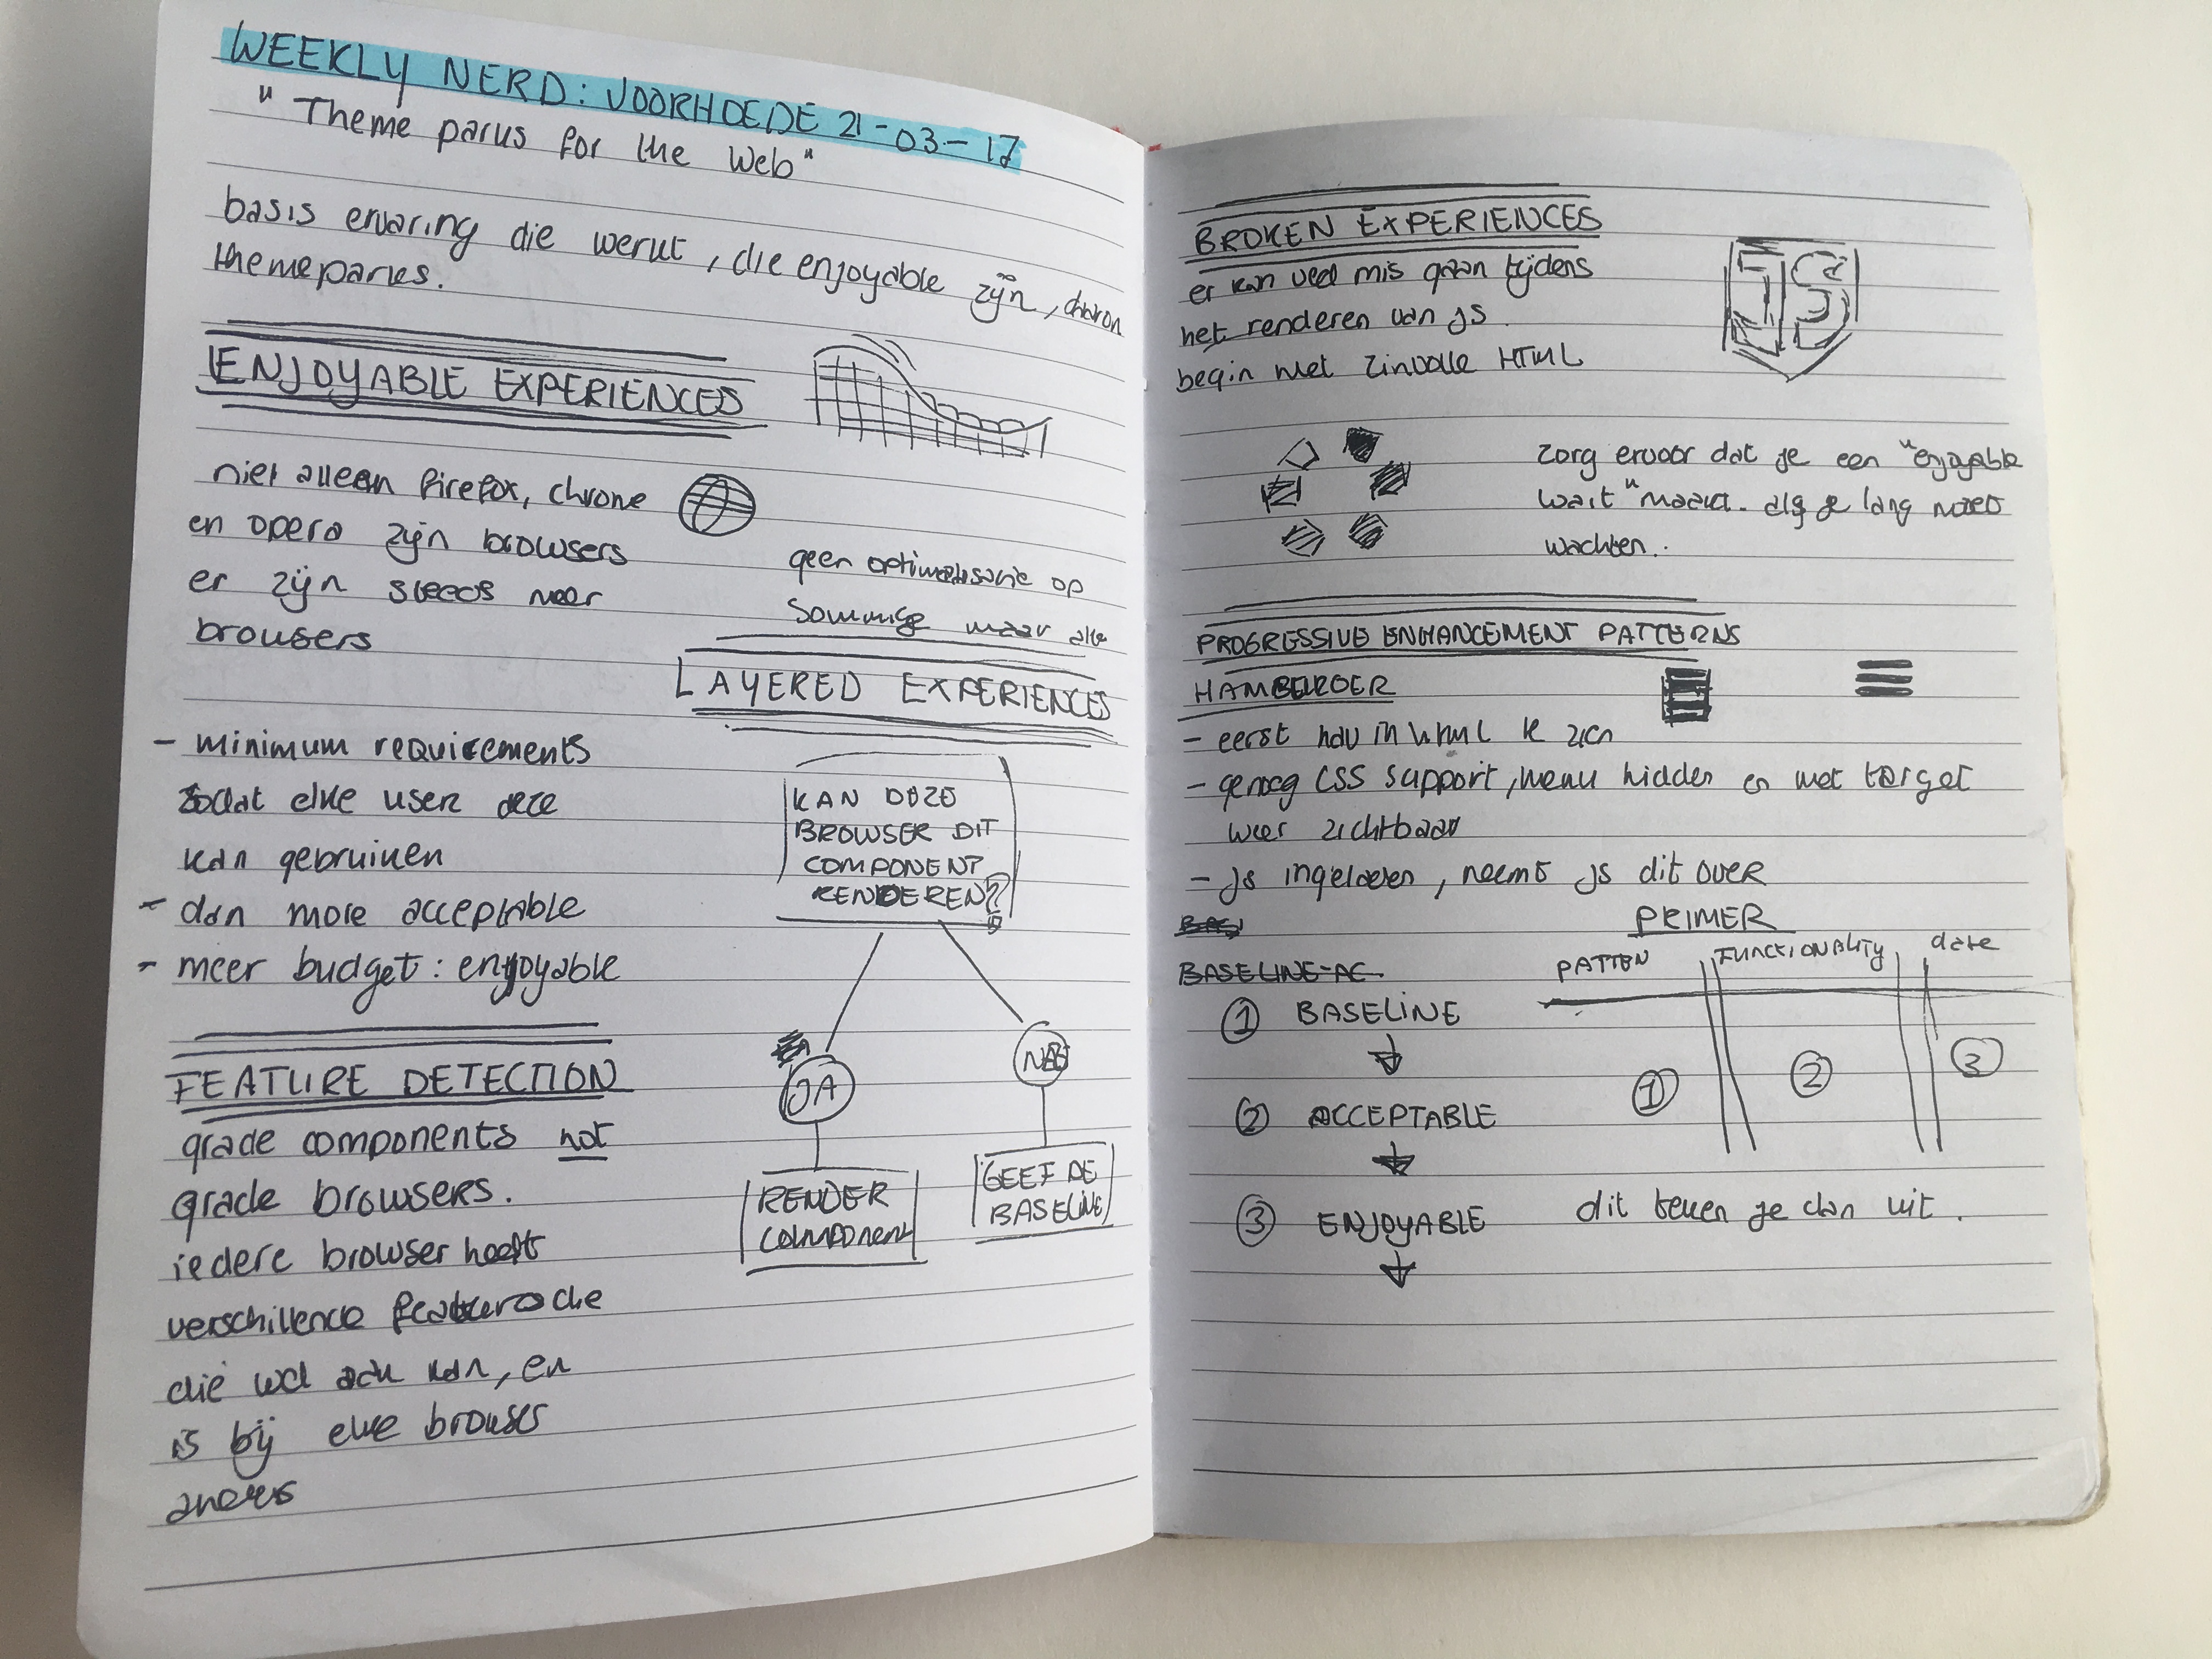 WEEKLY NERD: VOORHOEDE 21-03-17
"Theme parks for the Web"
basis ervaring die werkt, die enjoyable zijn, daarom
themeparks.
ENJOYABLE EXPERIENCES
niet alleen firefox, chrome
en opera zijn browsers
er zijn steeds meer
browsers
geen optimalisatie op
sommige maar alle
LAYERED EXPERIENCES
- minimum requirements
zodat elke user deze
kan gebruiken
- dan more acceptable
- meer budget: enjoyable
KAN DEZE
BROWSER DIT
COMPONENT
RENDEREN?
JA
NEE
RENDER
COMPONENT
GEEF DE
BASELINE
FEATURE DETECTION
grade components not
grade browsers.
iedere browser heeft
verschillende features die
die wel kan, en
is bij elke browser
anders
BROKEN EXPERIENCES
er kan veel mis gaan tijdens
het renderen van JS.
begin met zinvolle HTML
JS
zorg ervoor dat je een "enjoyable
wait" maakt. als je lang moet
wachten..
PROGRESSIVE ENHANCEMENT PATTERNS
HAMBURGER
- eerst nav in html te zien
- genoeg CSS support, menu hidden en met target
weer zichtbaar
- JS ingeladen, neemt JS dit over
BAS
BASELINE-AC
PRIMER
PATTEN FUNCTIONALITY date
1 BASELINE
2 ACCEPTABLE
3 ENJOYABLE
1 2 3
dit teken je dan uit.